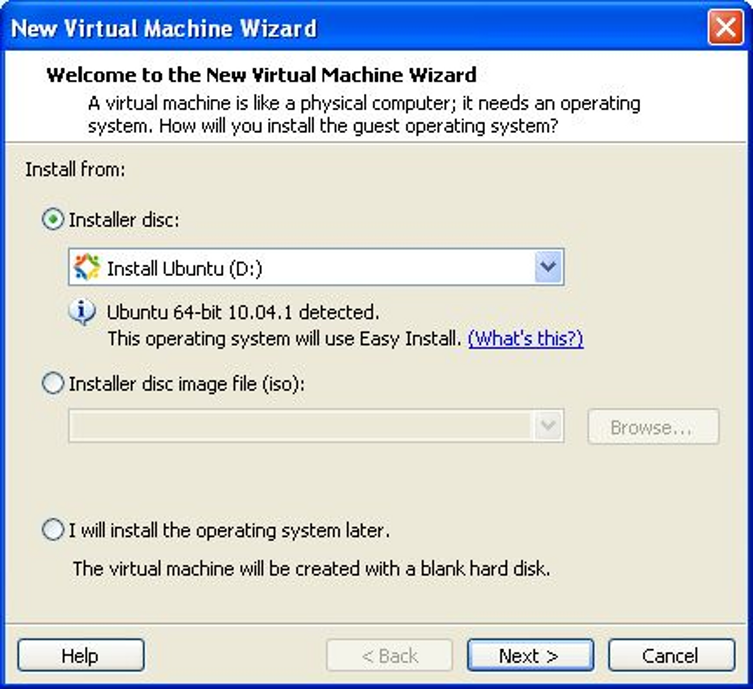 New Virtual Machine Wizard
Welcome to the New Virtual Machine Wizard
A virtual machine is like a physical computer; it needs an operating
system. How will you install the guest operating system?
Install from:
Installer disc:
Install Ubuntu (D:)
Ubuntu 64-bit 10.04.1 detected.
This operating system will use Easy Install. (What's this?)
Installer disc image file (iso):
Browse...
I will install the operating system later.
The virtual machine will be created with a blank hard disk.
Help < Back Next > Cancel